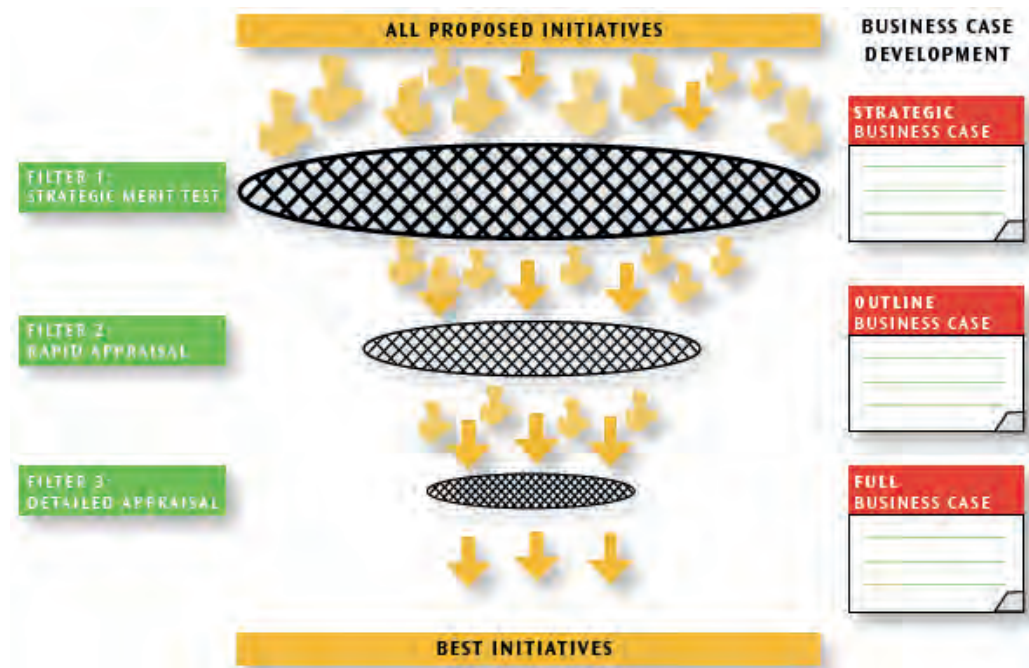 ALL PROPOSED INITIATIVES
BUSINESS CASE
DEVELOPMENT
STRATEGIC
BUSINESS CASE
FILTER 1:
STRATEGIC MERIT TEST
OUTLINE
BUSINESS CASE
FILTER 2:
RAPID APPRAISAL
FULL
BUSINESS CASE
FILTER 3:
DETAILED APPRAISAL
BEST INITIATIVES